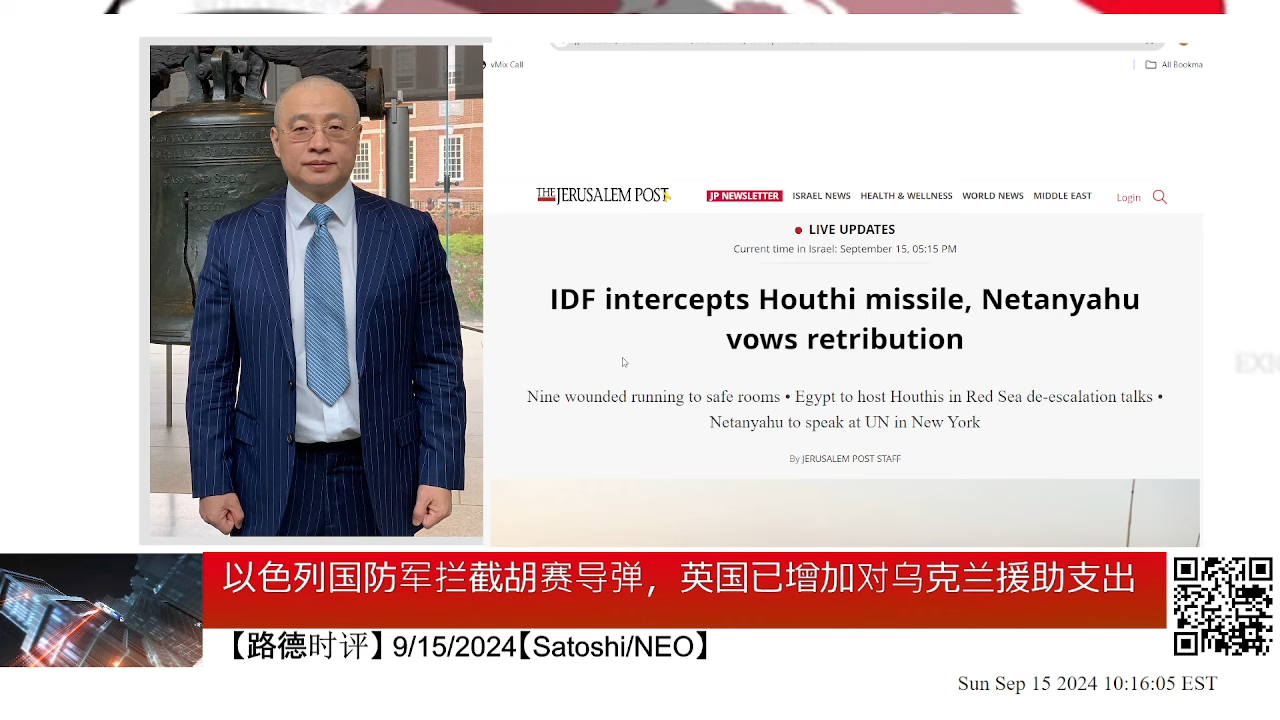 vMix Call
All Bookma
THE JERUSALEM POST
JP NEWSLETTER ISRAEL NEWS HEALTH & WELLNESS WORLD NEWS MIDDLE EAST Login
LIVE UPDATES
Current time in Israel: September 15, 05:15 PM
IDF intercepts Houthi missile, Netanyahu
vows retribution
Nine wounded running to safe rooms • Egypt to host Houthis in Red Sea de-escalation talks •
Netanyahu to speak at UN in New York
By JERUSALEM POST STAFF
以色列国防军拦截胡赛导弹，英国已增加对乌克兰援助支出
【路德时评】9/15/2024【Satoshi/NEO】
Sun Sep 15 2024 10:16:05 EST